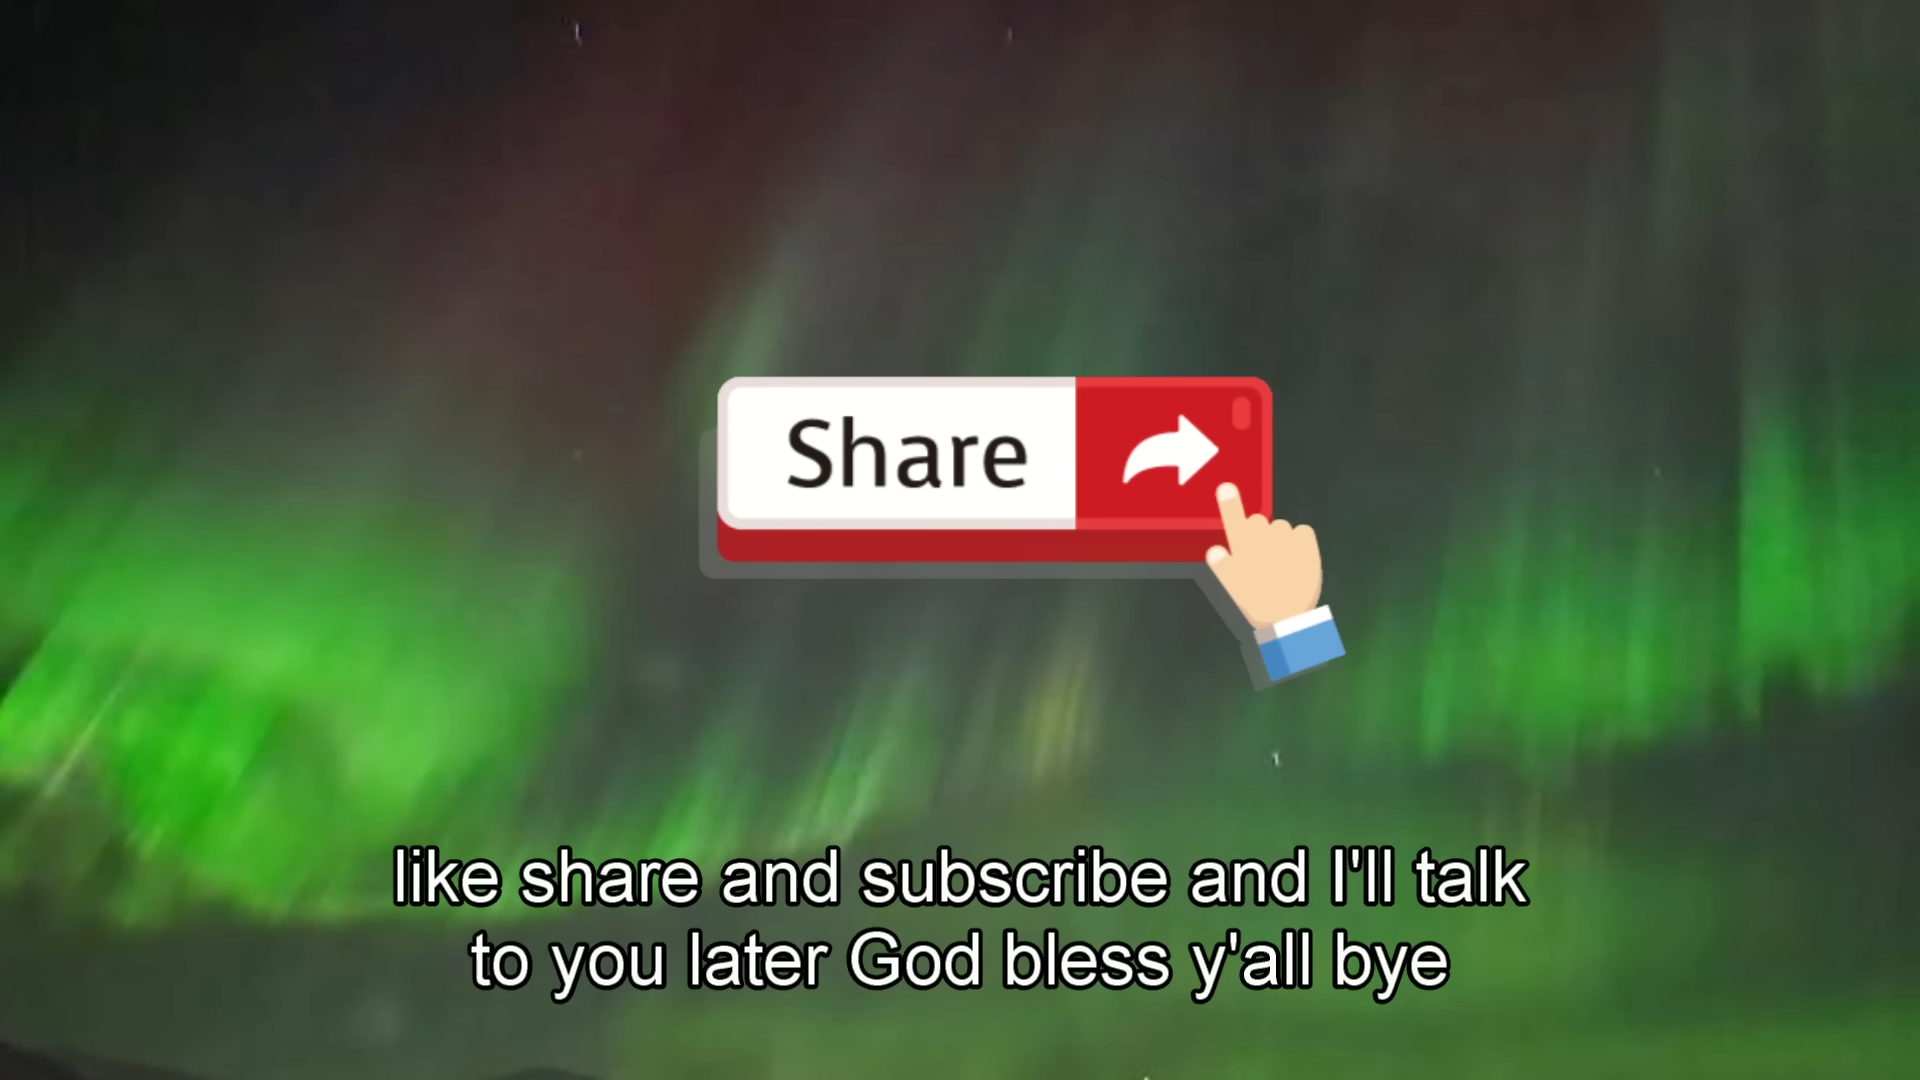 Share
like share and subscribe and I'll talk
to you later God bless y'all bye